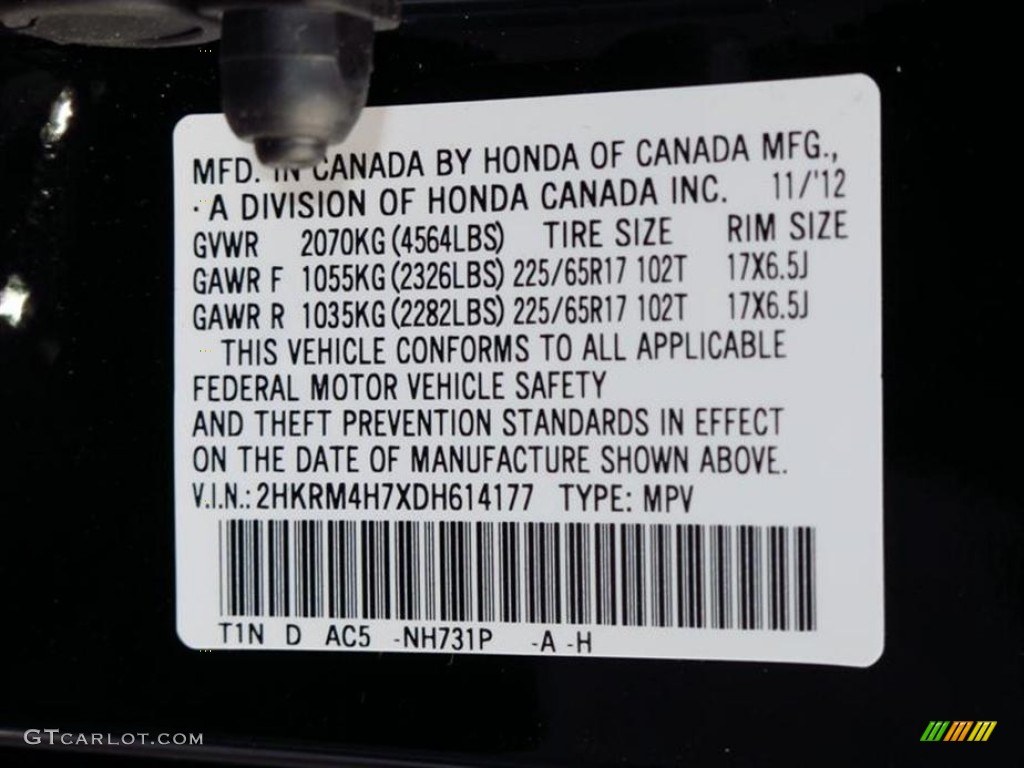 MFD. IN CANADA BY HONDA OF CANADA MFG.,
· A DIVISION OF HONDA CANADA INC. 11/'12
GVWR 2070KG (4564LBS) TIRE SIZE RIM SIZE
GAWR F 1055KG (2326LBS) 225/65R17 102T 17X6.5J
GAWR R 1035KG (2282LBS) 225/65R17 102T 17X6.5J
THIS VEHICLE CONFORMS TO ALL APPLICABLE
FEDERAL MOTOR VEHICLE SAFETY
AND THEFT PREVENTION STANDARDS IN EFFECT
ON THE DATE OF MANUFACTURE SHOWN ABOVE.
V.I.N.: 2HKRM4H7XDH614177 TYPE: MPV
T1N D AC5 -NH731P -A -H
GTCARLOT.COM